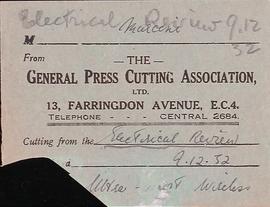 Electrical Review 9.12
32
M Marconi
From
— THE —
GENERAL PRESS CUTTING ASSOCIATION,
LTD.
13, FARRINGDON AVENUE, E.C.4.
TELEPHONE - - CENTRAL 2684.
Cutting from the Electrical Review
a 9.12.32
Wireless